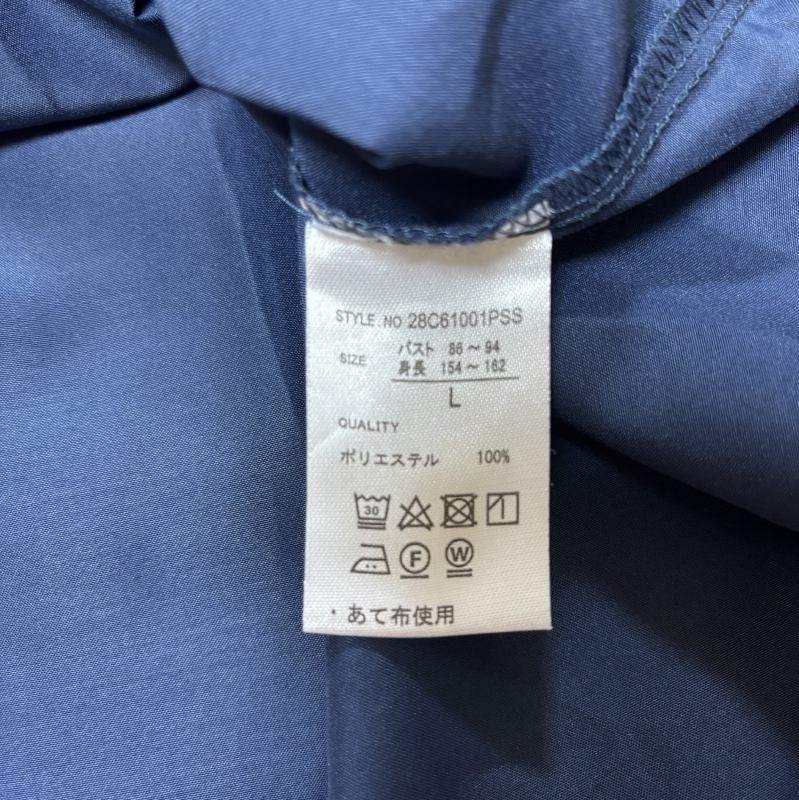 STYLE.NO 28C61001PSS
SIZE
バスト 86～94
身長 154～162
L
QUALITY
ポリエステル 100%
30
F W
・あて布使用